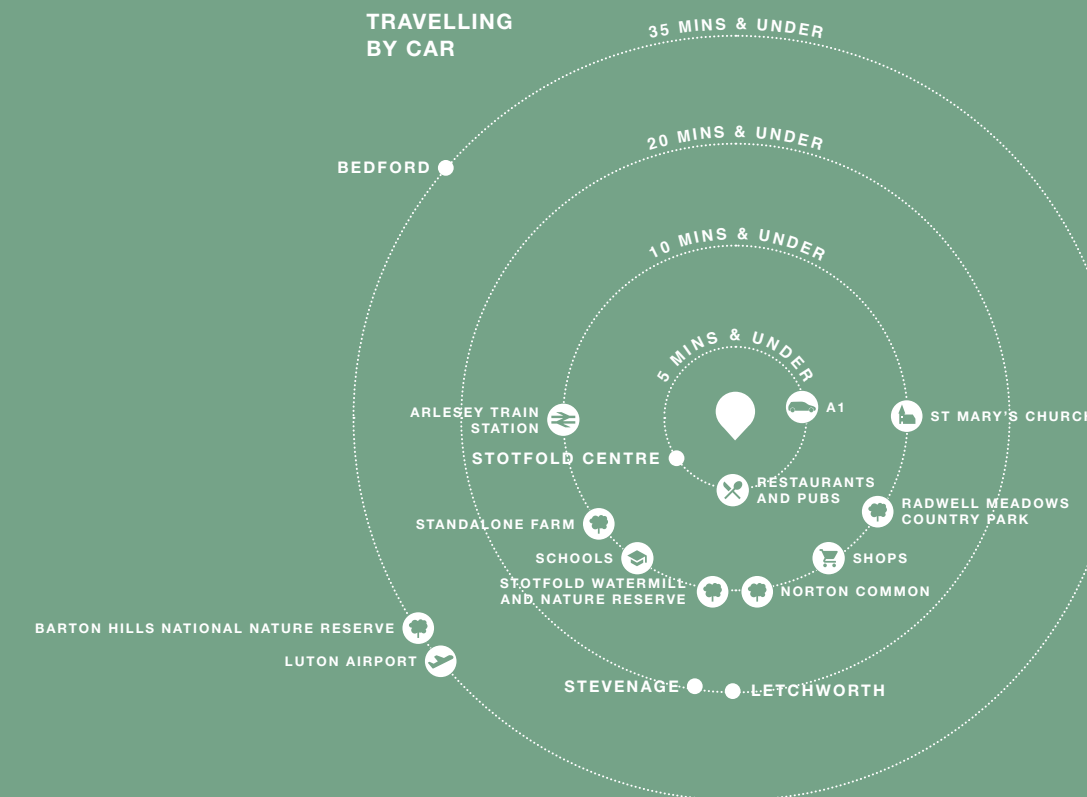 TRAVELLING
BY CAR
35 MINS & UNDER
20 MINS & UNDER
BEDFORD
10 MINS & UNDER
5 MINS & UNDER
A1
ARLESEY TRAIN
STATION
ST MARY'S CHURCH
STOTFOLD CENTRE
RESTAURANTS
AND PUBS
RADWELL MEADOWS
COUNTRY PARK
STANDALONE FARM
SCHOOLS
SHOPS
STOTFOLD WATERMILL
AND NATURE RESERVE
NORTON COMMON
BARTON HILLS NATIONAL NATURE RESERVE
LUTON AIRPORT
STEVENAGE
LETCHWORTH